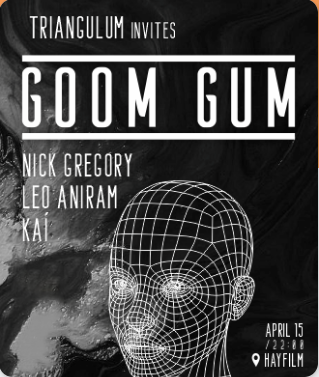 TRIANGULUM INVITES
GOOM GUM
NICK GREGORY
LEO ANIRAM
KAÍ
APRIL 15
/22:00
HAYFILM